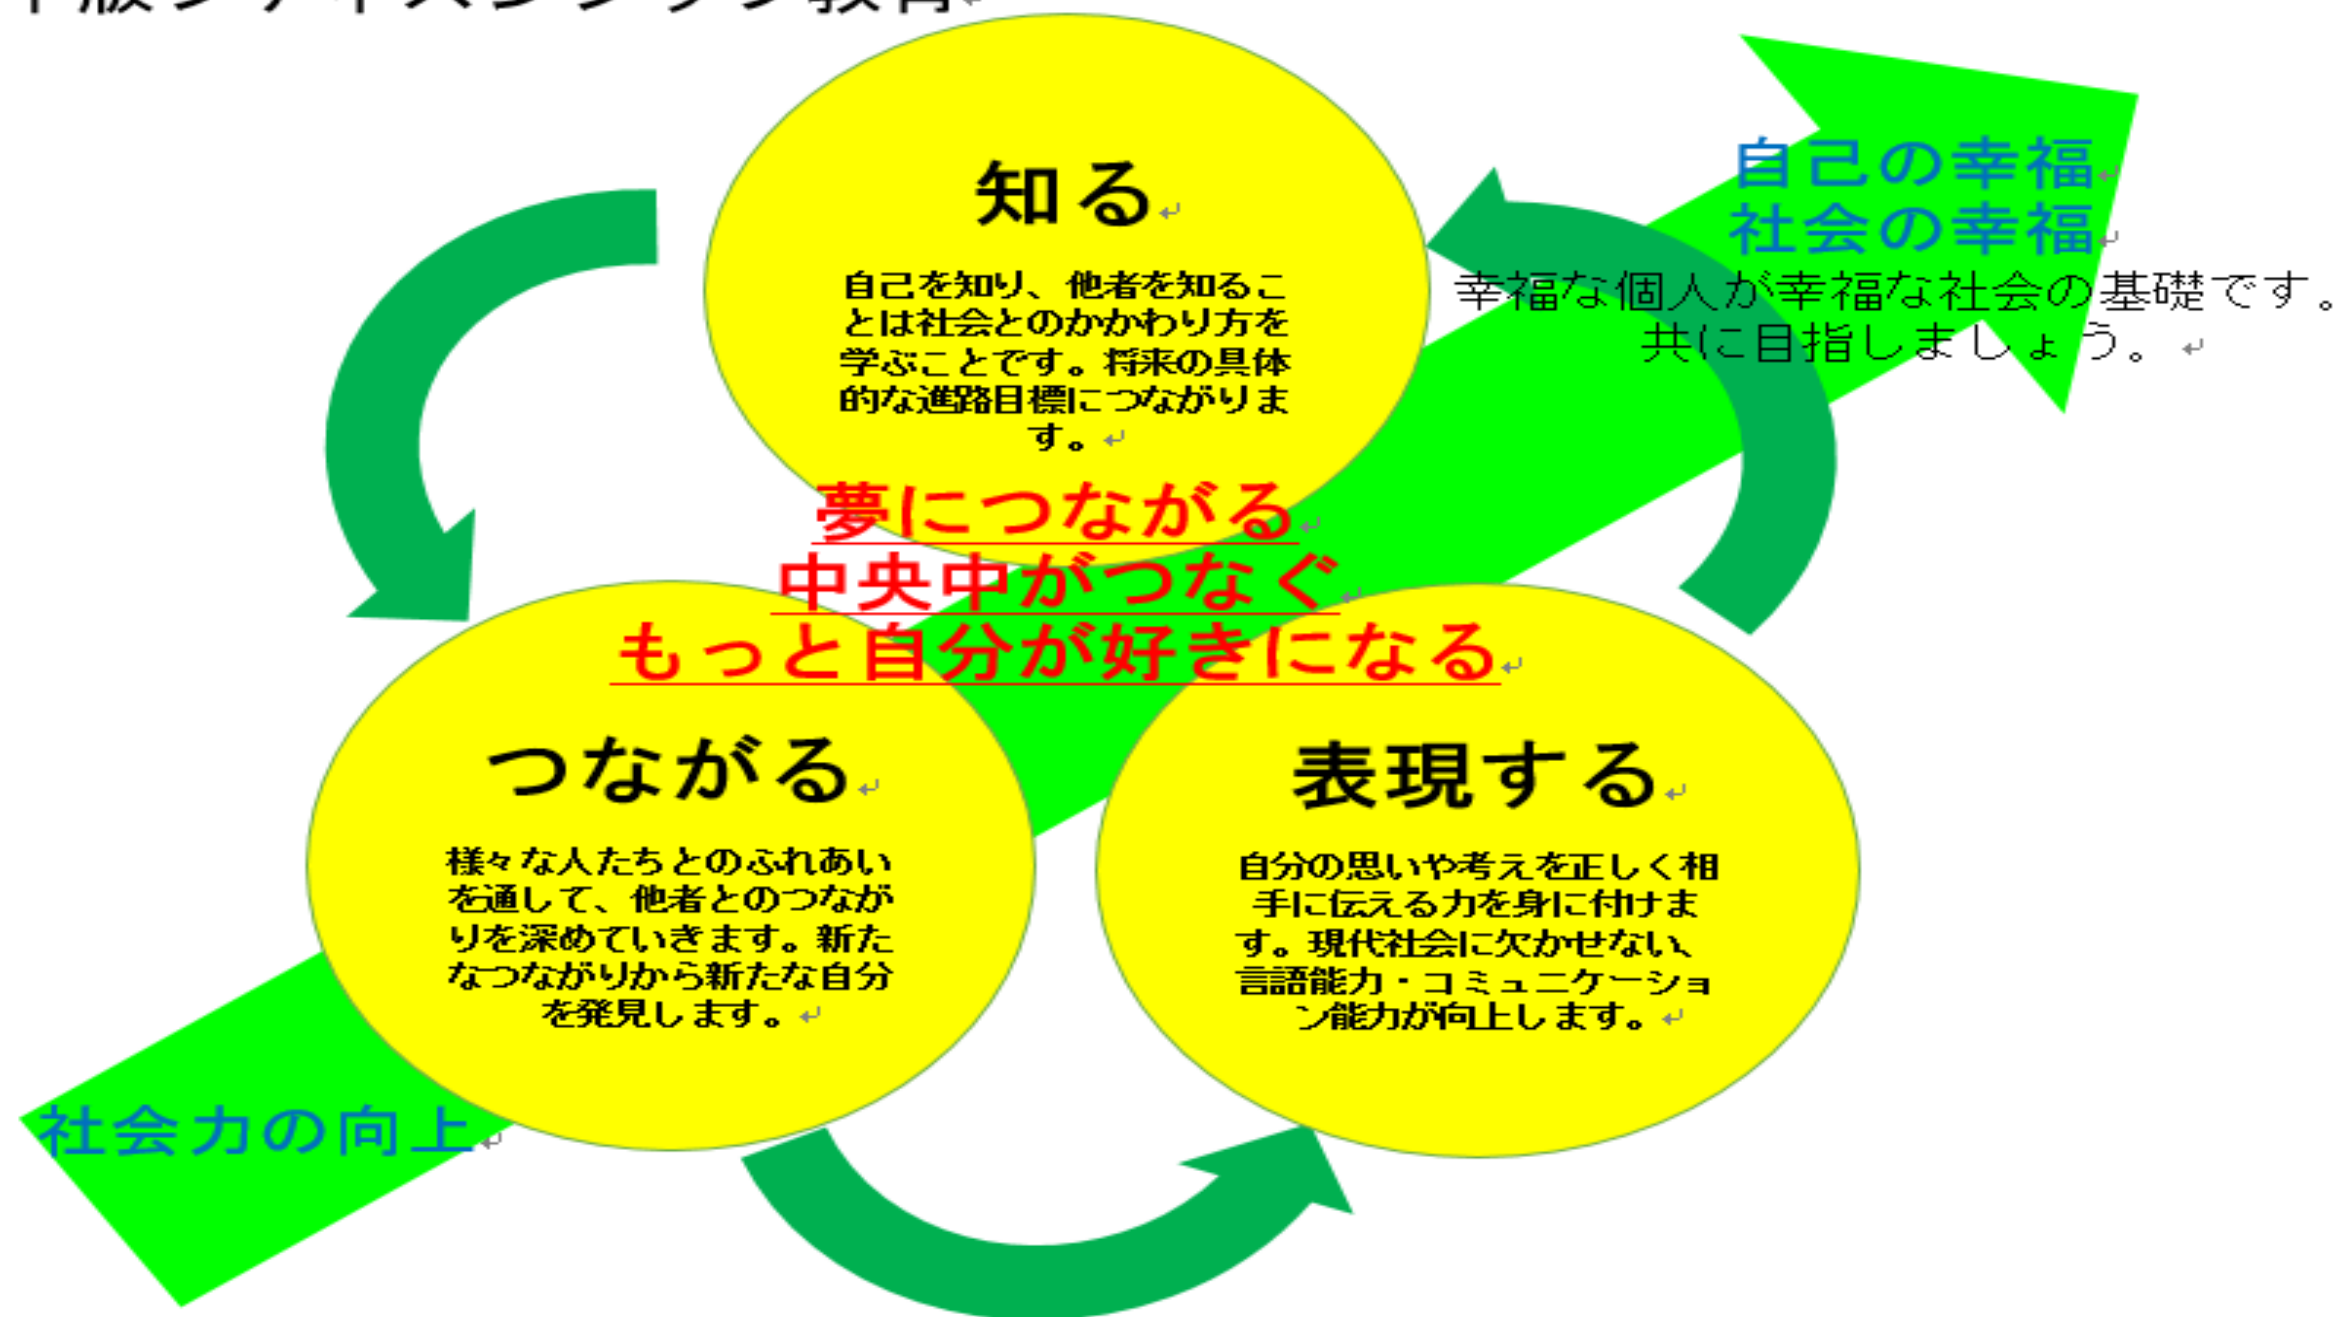 知る
自己を知り、他者を知るこ
とは社会とのかかわり方を
学ぶことです。将来の具体
的な進路目標につながりま
す。
自己の幸福
社会の幸福
幸福な個人が幸福な社会の基礎です。
共に目指しましょう。
夢につながる
中央中がつなぐ
もっと自分が好きになる
つながる
様々な人たちとのふれあい
を通して、他者とのつなが
りを深めていきます。新た
なつながりから新たな自分
を発見します。
表現する
自分の思いや考えを正しく相
手に伝える力を身に付けま
す。現代社会に欠かせない、
言語能力・コミュニケーショ
ン能力が向上します。
社会力の向上